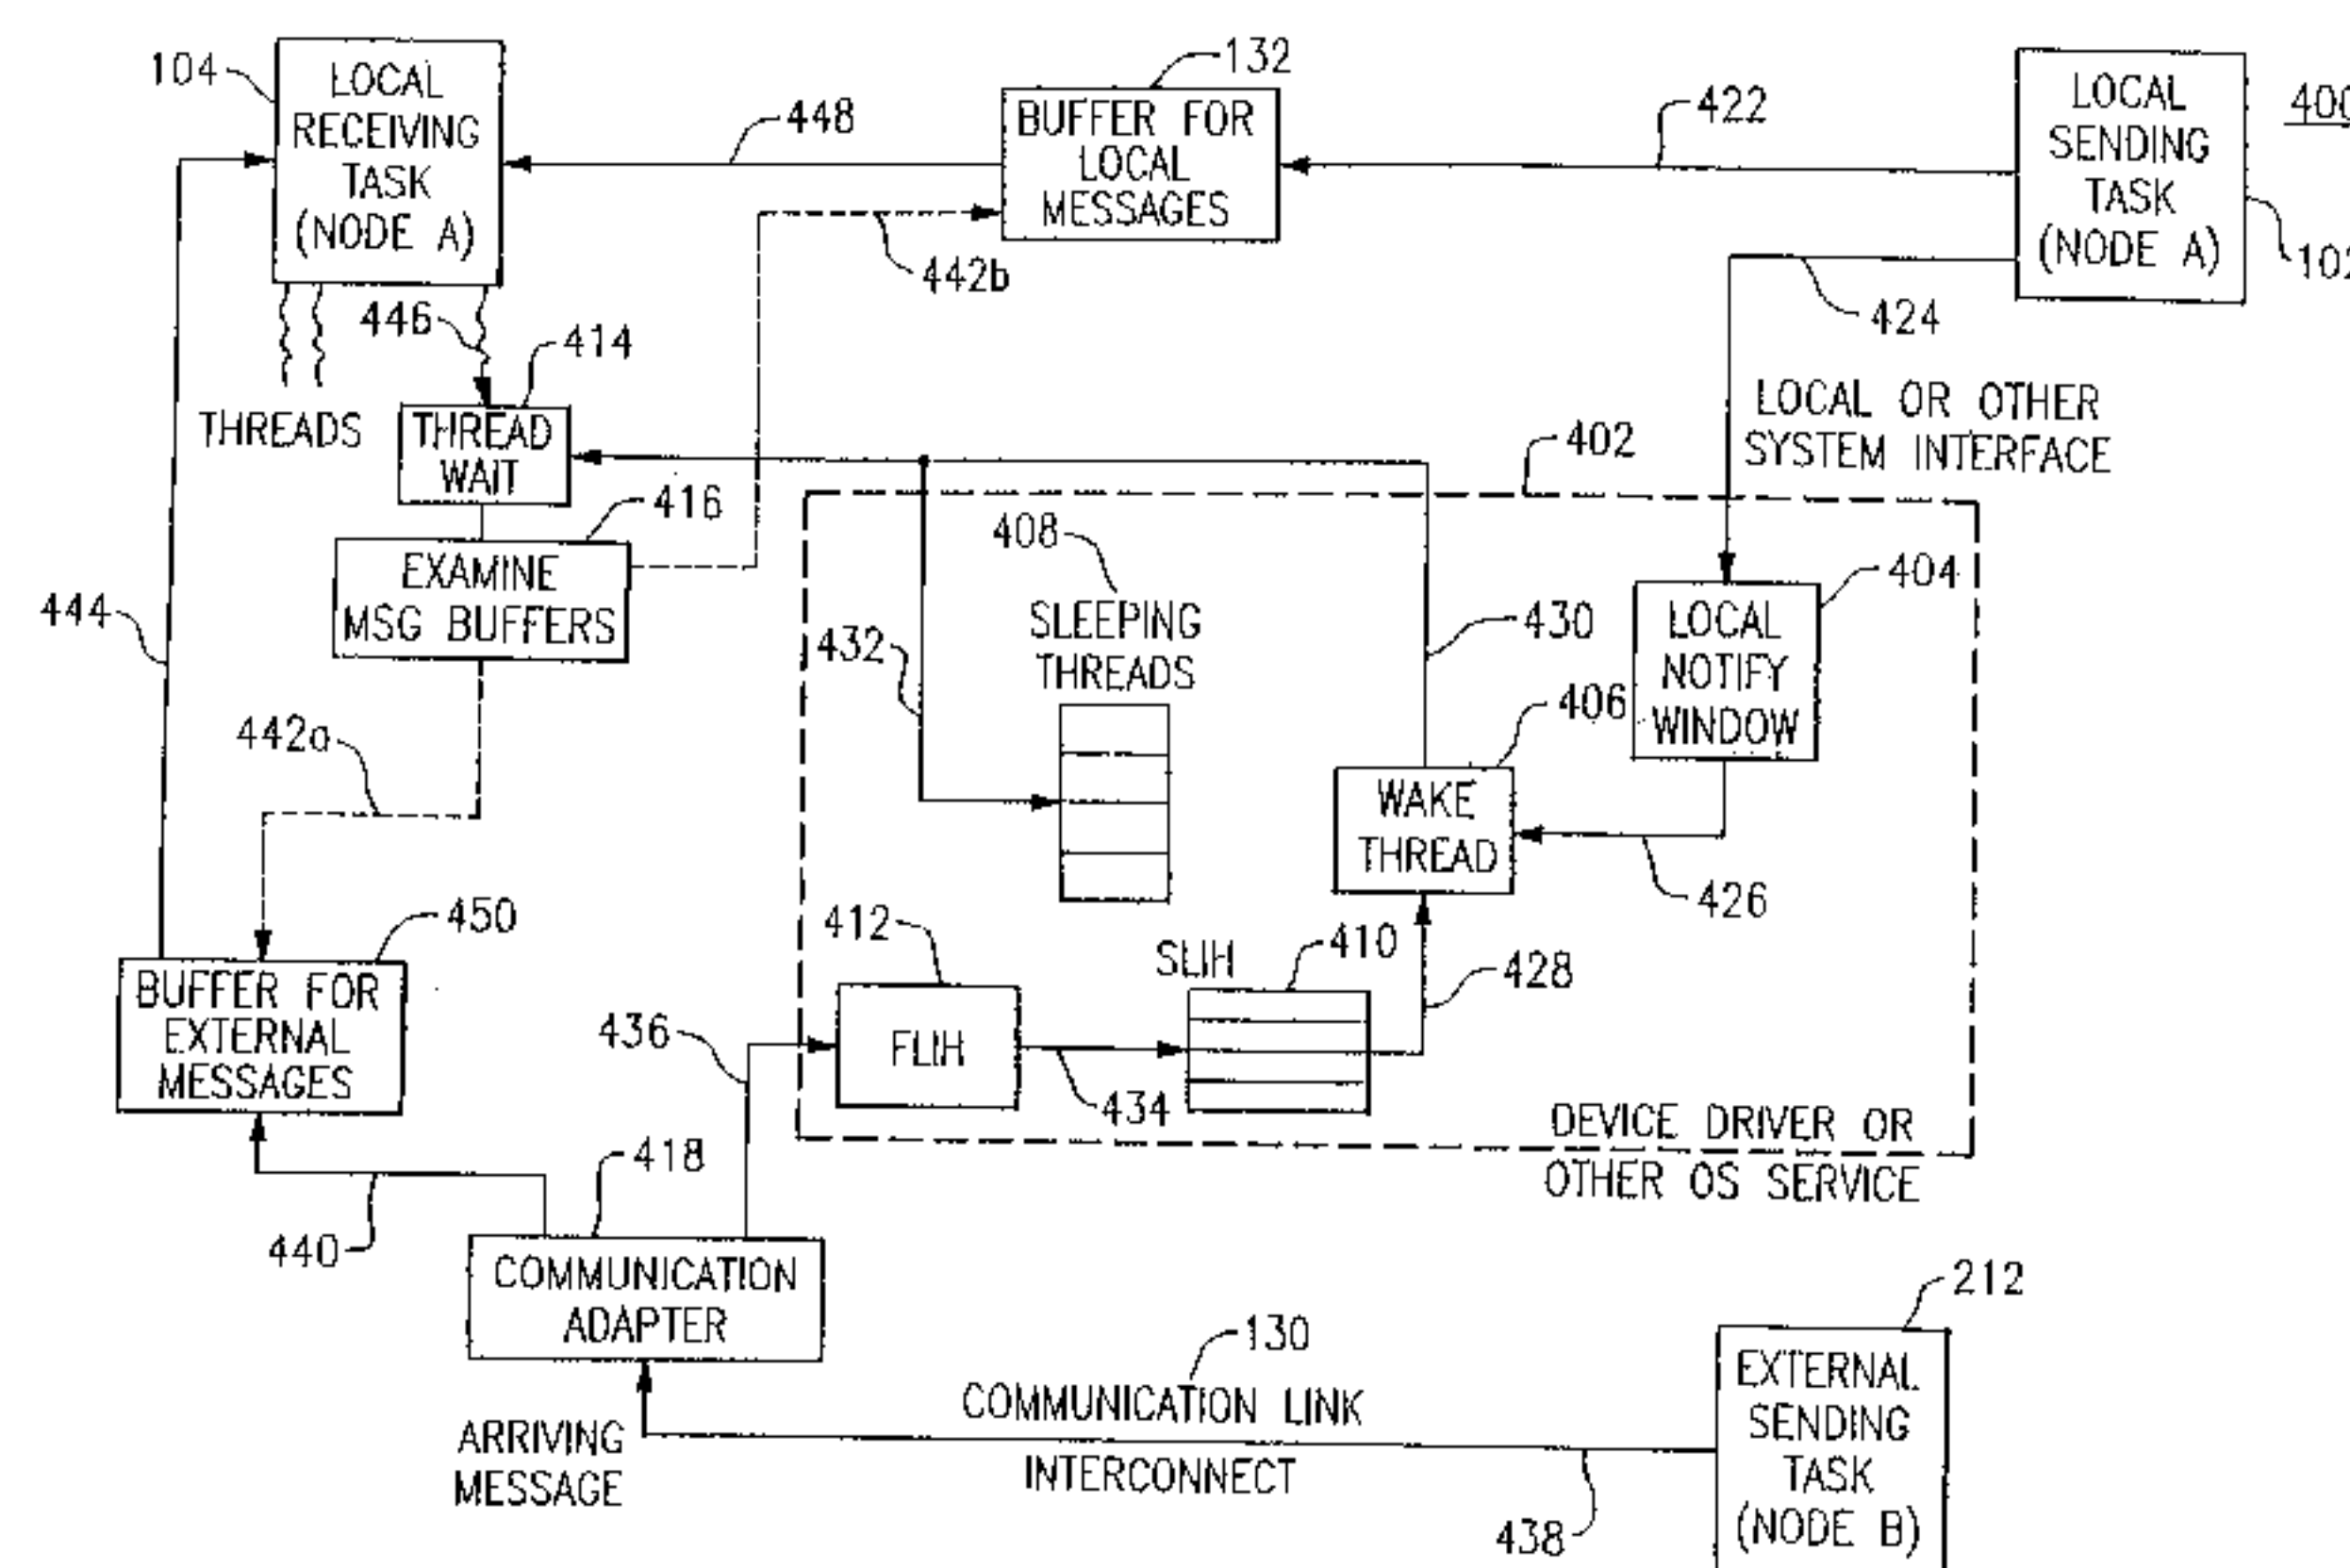 104
LOCAL
RECEIVING
TASK
(NODE A)
448
132
BUFFER FOR
LOCAL
MESSAGES
422
LOCAL
SENDING
TASK
(NODE A)
400
102
442b
424
446
414
THREADS
THREAD
WAIT
LOCAL OR OTHER
SYSTEM INTERFACE
402
416
EXAMINE
MSG BUFFERS
408
SLEEPING
THREADS
444
432
430
404
LOCAL
NOTIFY
WINDOW
406
WAKE
THREAD
442a
426
450
BUFFER FOR
EXTERNAL
MESSAGES
412
FLIH
SLIH
410
428
436
434
DEVICE DRIVER OR
OTHER OS SERVICE
418
440
COMMUNICATION
ADAPTER
212
130
COMMUNICATION LINK
INTERCONNECT
ARRIVING
MESSAGE
EXTERNAL
SENDING
TASK
(NODE B)
438